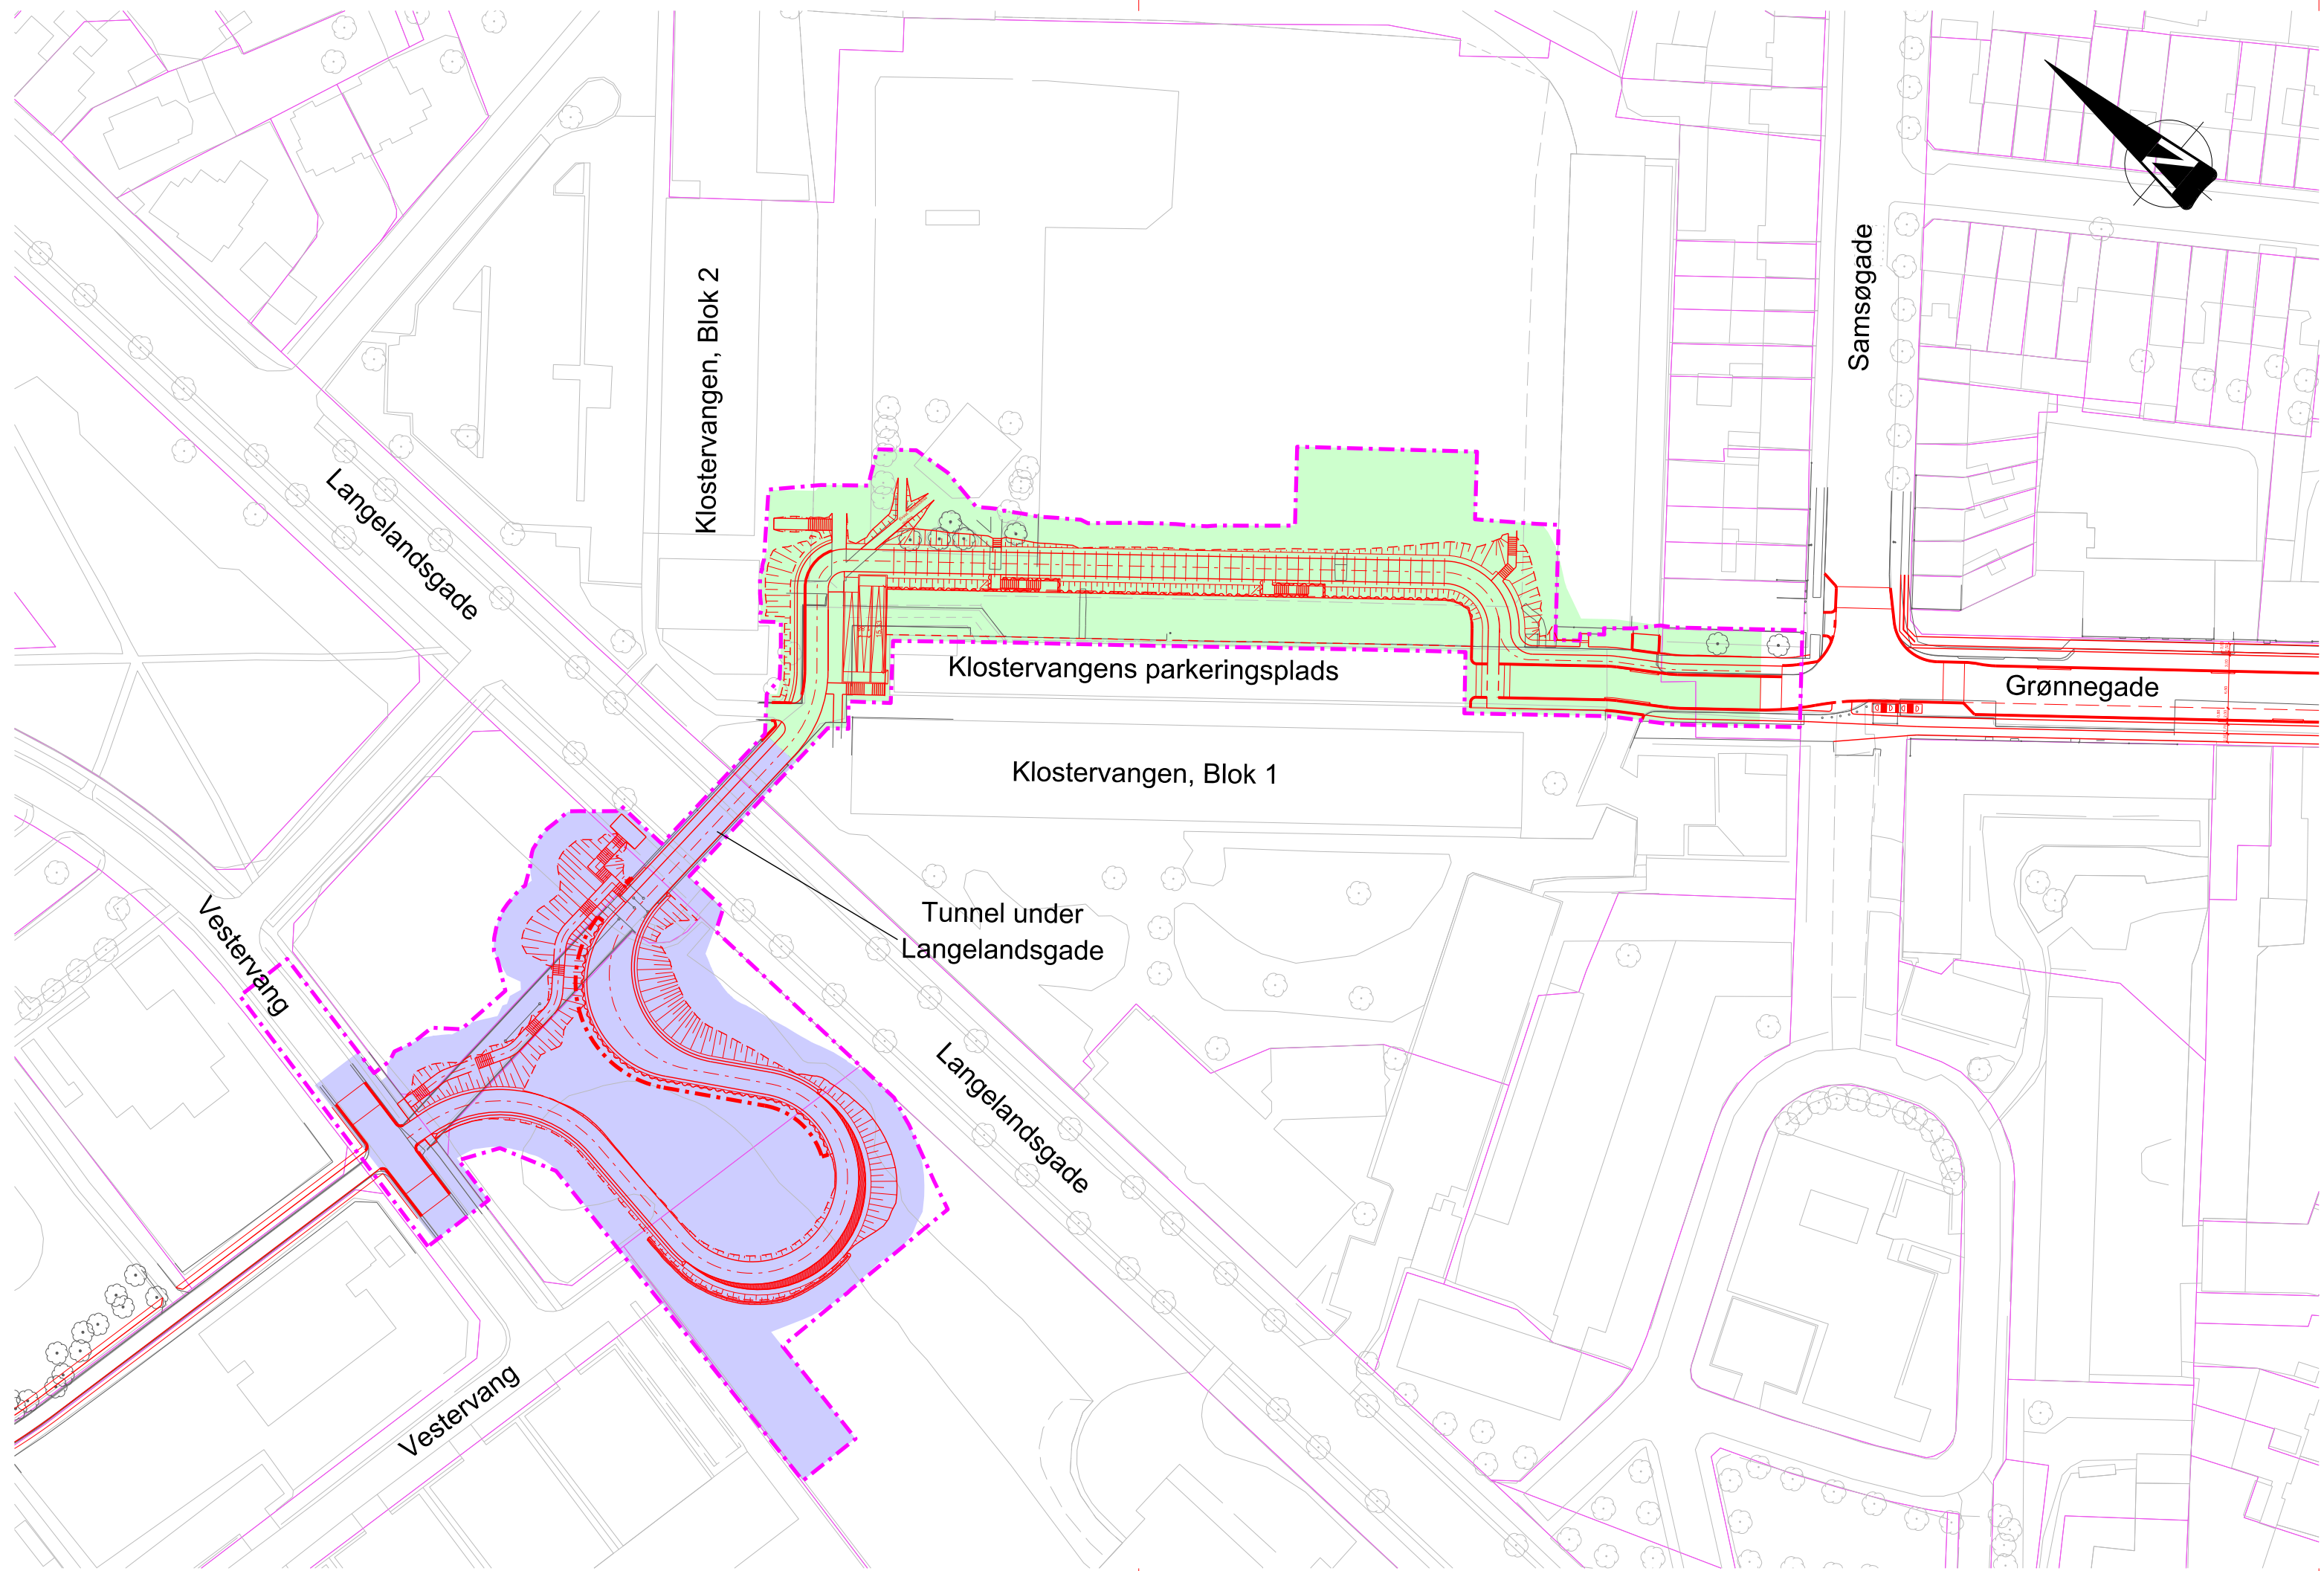 N
Samsøgade
Klostervangen, Blok 2
Langelandsgade
Klostervangens parkeringsplads
Grønnegade
Klostervangen, Blok 1
Tunnel under
Langelandsgade
Vestervang
Langelandsgade
Vestervang